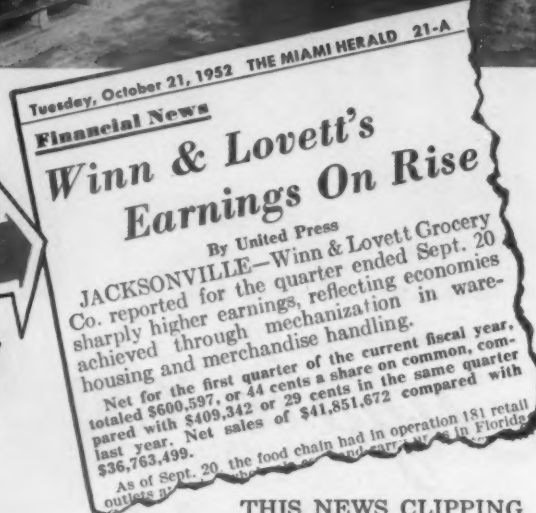 Tuesday, October 21, 1952 THE MIAMI HERALD 21-A
Financial News
Winn & Lovett's
Earnings On Rise
By United Press
JACKSONVILLE—Winn & Lovett Grocery
Co. reported for the quarter ended Sept. 20
sharply higher earnings, reflecting economies
achieved through mechanization in ware-
housing and merchandise handling.
Net for the first quarter of the current fiscal year,
totaled $600,597, or 44 cents a share on common, com-
pared with $409,342 or 29 cents in the same quarter
last year. Net sales of $41,851,672 compared with
$36,763,499.
As of Sept. 20, the food chain had in operation 181 retail
outlets and carry in Florida
THIS NEWS CLIPPING